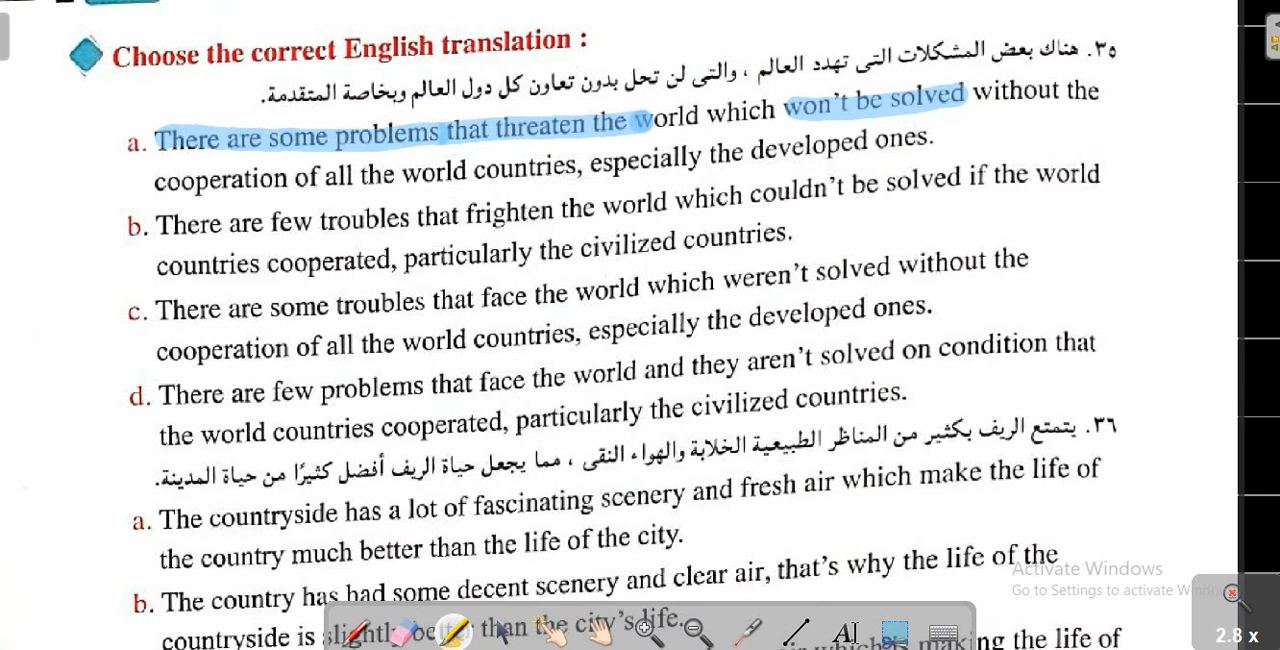 Choose the correct English translation :
٣٥. هناك بعض المشكلات التى تهدد العالم ، والتى لن تحل بدون تعاون كل دول العالم وبخاصة المتقدمة.
a. There are some problems that threaten the world which won't be solved without the
cooperation of all the world countries, especially the developed ones.
b. There are few troubles that frighten the world which couldn't be solved if the world
countries cooperated, particularly the civilized countries.
c. There are some troubles that face the world which weren't solved without the
cooperation of all the world countries, especially the developed ones.
d. There are few problems that face the world and they aren't solved on condition that
the world countries cooperated, particularly the civilized countries.
٣٦. يتمتع الريف بكثير من المناظر الطبيعية الخلابة والهواء النقى ، مما يجعل حياة الريف أفضل كثيرًا من حياة المدينة.
a. The countryside has a lot of fascinating scenery and fresh air which make the life of
the country much better than the life of the city.
b. The country has had some decent scenery and clear air, that's why the life of the
countryside is slightly better than the city's life.
making the life of
Activate Windows
Go to Settings to activate
AI
2.8 x